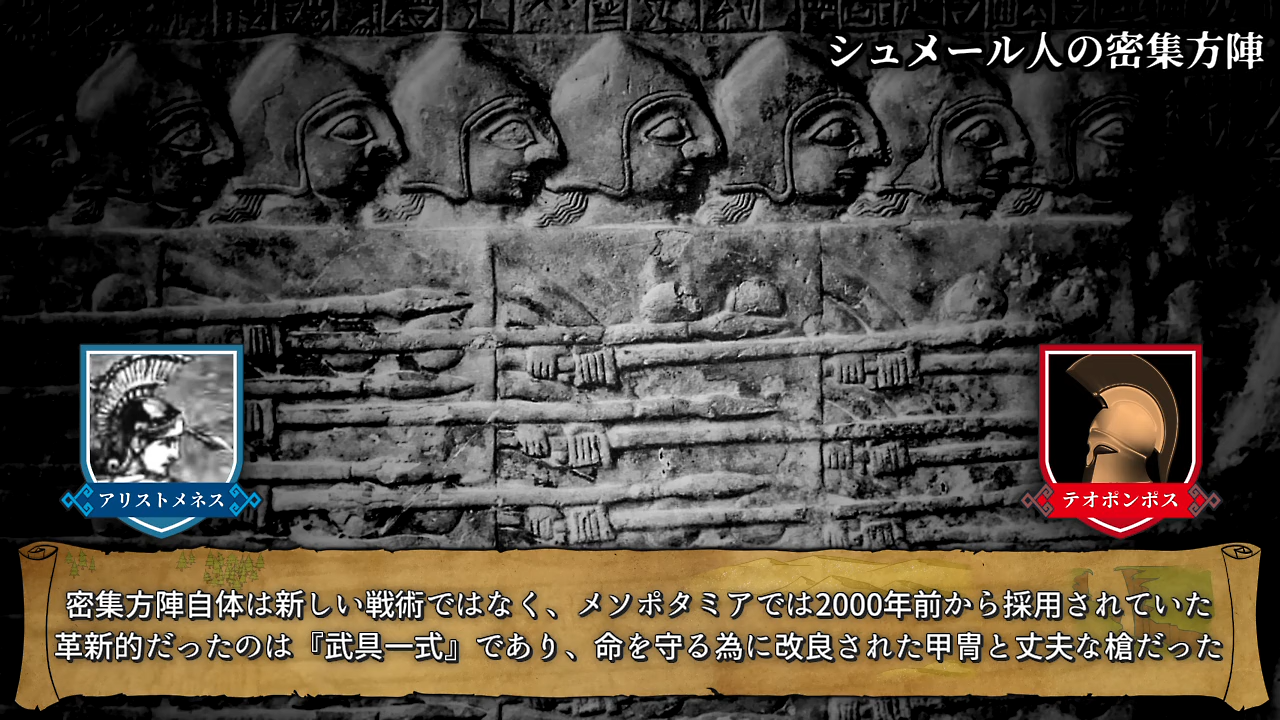 シュメール人の密集方陣
アリストメネス
テオポンポス
密集方陣自体は新しい戦術ではなく、メソポタミアでは2000年前から採用されていた
革新的だったのは『武具一式』であり、命を守る為に改良された甲冑と丈夫な槍だった